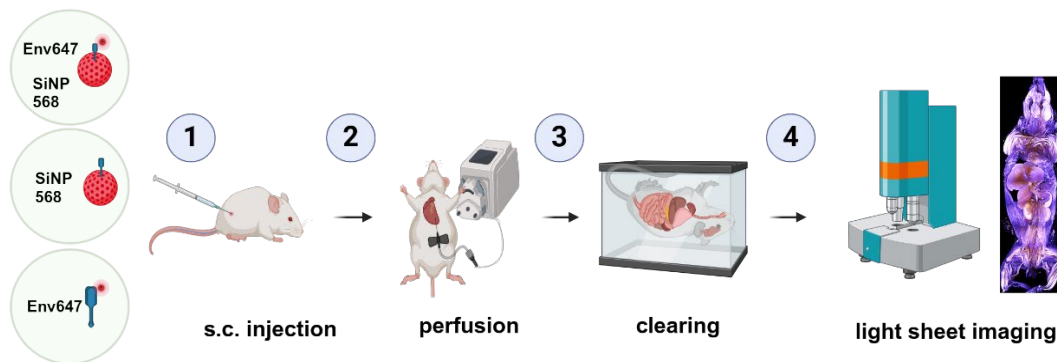 Env647
SiNP
568
SiNP
568
Env647
1
2
3
4
s.c. injection
perfusion
clearing
light sheet imaging